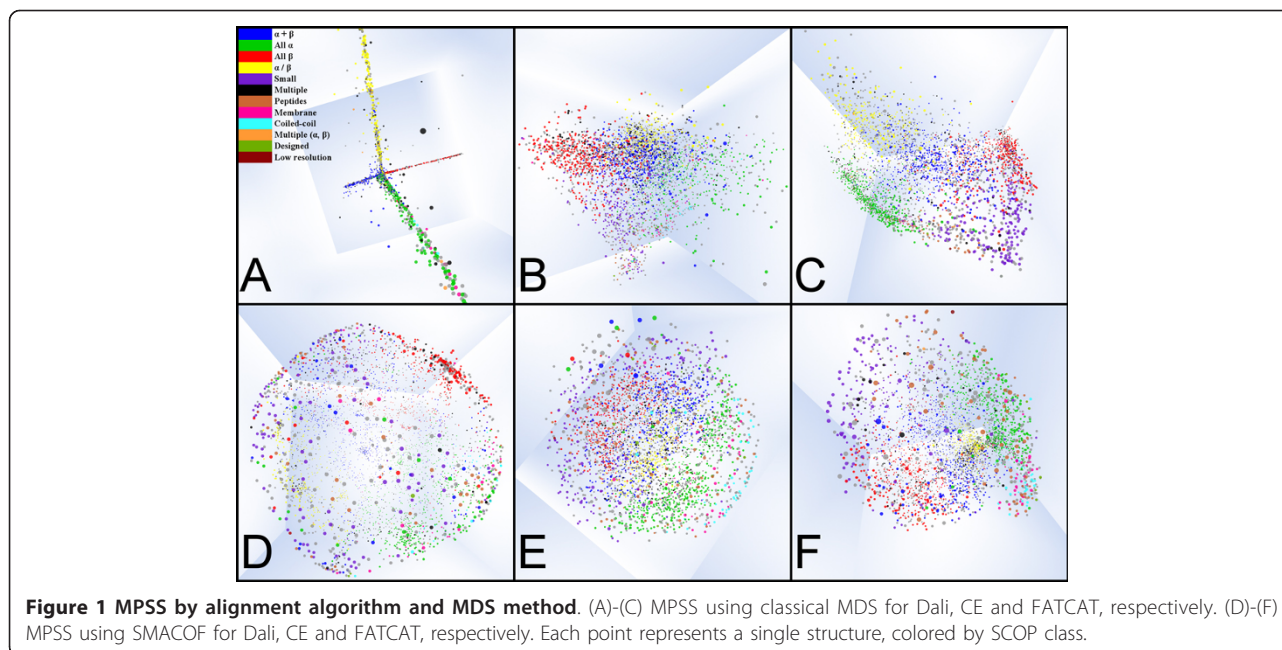 α + β
All α
All β
α / β
Small
Multiple
Peptides
Membrane
Coiled-coil
Multiple (α, β)
Designed
Low resolution
A
B
C
D
E
F
Figure 1 MPSS by alignment algorithm and MDS method. (A)-(C) MPSS using classical MDS for Dali, CE and FATCAT, respectively. (D)-(F)
MPSS using SMACOF for Dali, CE and FATCAT, respectively. Each point represents a single structure, colored by SCOP class.